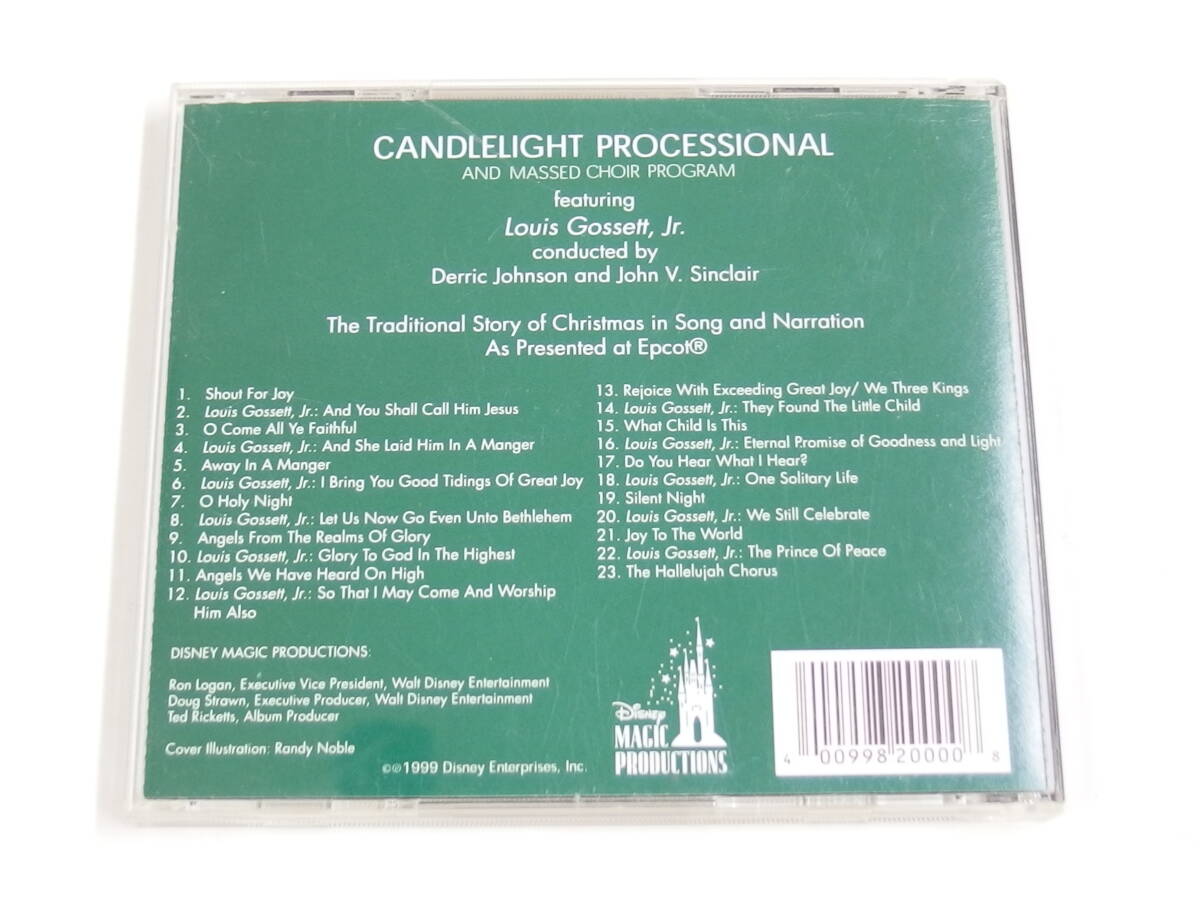 CANDLELIGHT PROCESSIONAL
AND MASSED CHOIR PROGRAM
featuring
Louis Gossett, Jr.
conducted by
Derric Johnson and John V. Sinclair
The Traditional Story of Christmas in Song and Narration
As Presented at Epcot®
1. Shout For Joy
2. Louis Gossett, Jr.: And You Shall Call Him Jesus
3. O Come All Ye Faithful
4. Louis Gossett, Jr.: And She Laid Him In A Manger
5. Away In A Manger
6. Louis Gossett, Jr.: I Bring You Good Tidings Of Great Joy
7. O Holy Night
8. Louis Gossett, Jr.: Let Us Now Go Even Unto Bethlehem
9. Angels From The Realms Of Glory
10. Louis Gossett, Jr.: Glory To God In The Highest
11. Angels We Have Heard On High
12. Louis Gossett, Jr.: So That I May Come And Worship
Him Also
13. Rejoice With Exceeding Great Joy/ We Three Kings
14. Louis Gossett, Jr.: They Found The Little Child
15. What Child Is This
16. Louis Gossett, Jr.: Eternal Promise of Goodness and Light
17. Do You Hear What I Hear?
18. Louis Gossett, Jr.: One Solitary Life
19. Silent Night
20. Louis Gossett, Jr.: We Still Celebrate
21. Joy To The World
22. Louis Gossett, Jr.: The Prince Of Peace
23. The Hallelujah Chorus
DISNEY MAGIC PRODUCTIONS:
Ron Logan, Executive Vice President, Walt Disney Entertainment
Doug Strawn, Executive Producer, Walt Disney Entertainment
Ted Ricketts, Album Producer
Cover Illustration: Randy Noble
©℗1999 Disney Enterprises, Inc.
Disney
MAGIC
PRODUCTIONS
4 00998 20000 8